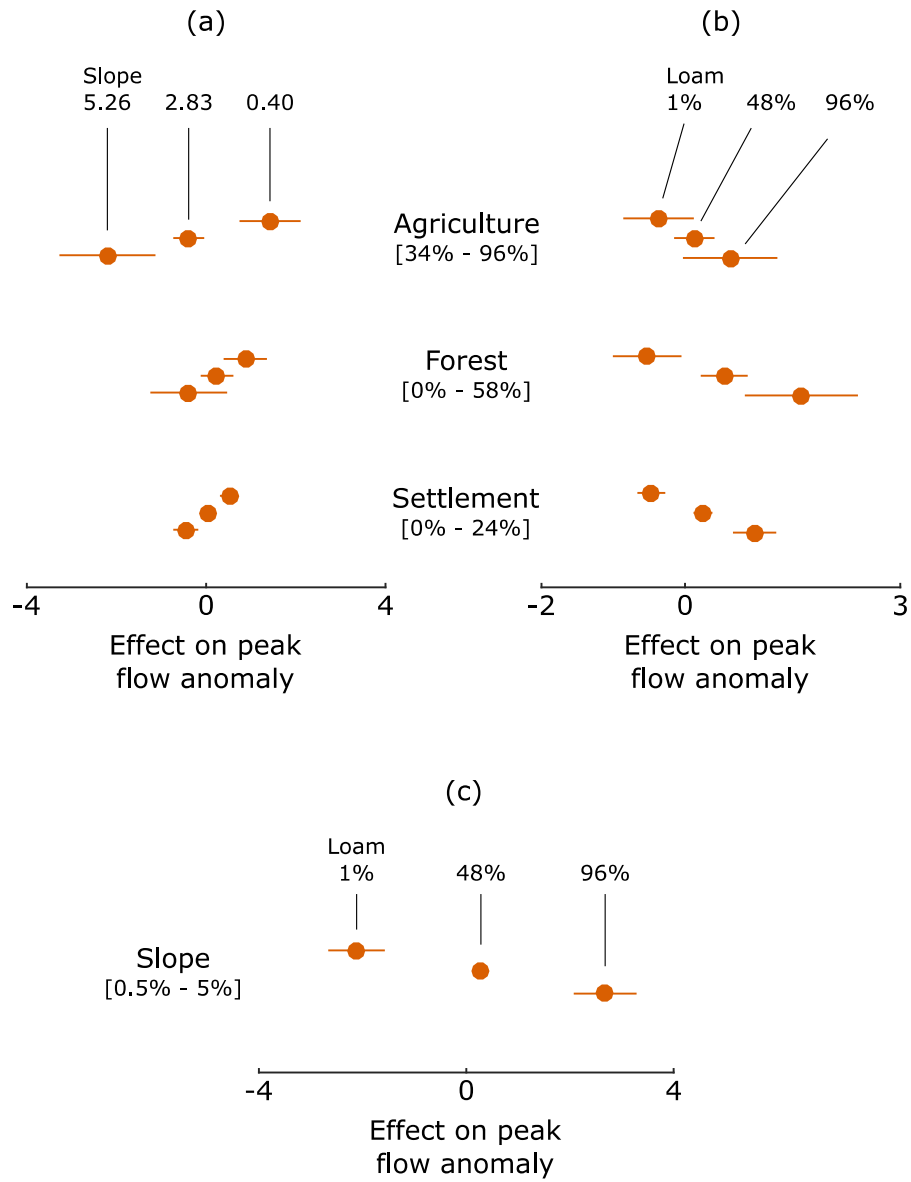 (a)
(b)
Slope
5.26 2.83 0.40
Loam
1% 48% 96%
Agriculture
[34% - 96%]
Forest
[0% - 58%]
Settlement
[0% - 24%]
-4 0 4
Effect on peak
flow anomaly
-2 0 3
Effect on peak
flow anomaly
(c)
Loam
1% 48% 96%
Slope
[0.5% - 5%]
-4 0 4
Effect on peak
flow anomaly